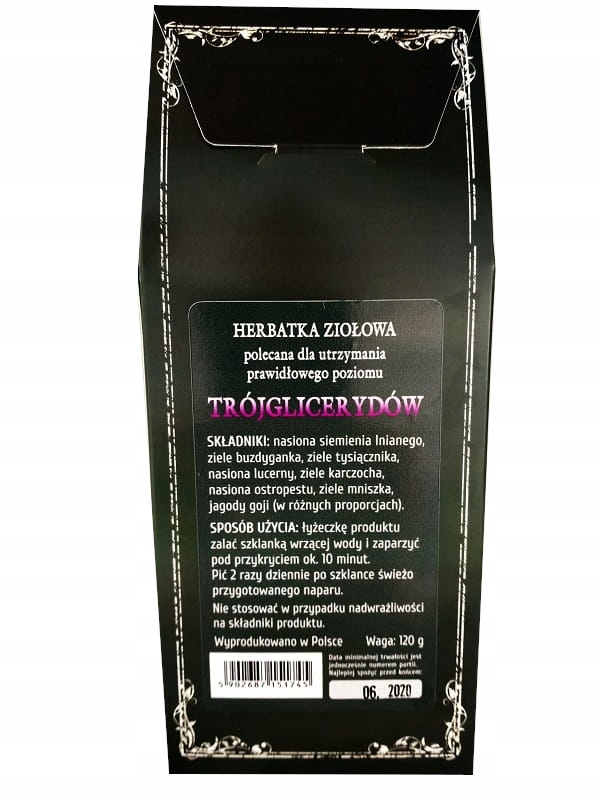 HERBATKA ZIOŁOWA
polecana dla utrzymania
prawidłowego poziomu
TRÓJGLICERYDÓW
SKŁADNIKI: nasiona siemienia lnianego,
ziele buzdyganka, ziele tysiącznika,
nasiona lucerny, ziele karczocha,
nasiona ostropestu, ziele mniszka,
jagody goji (w różnych proporcjach).
SPOSÓB UŻYCIA: łyżeczkę produktu
zalać szklanką wrzącej wody i zaparzyć
pod przykryciem ok. 10 minut.
Pić 2 razy dziennie po szklance świeżo
przygotowanego naparu.
Nie stosować w przypadku nadwrażliwości
na składniki produktu.
Wyprodukowano w Polsce Waga: 120 g
Data minimalnej trwałości jest
jednocześnie numerem partii.
Najlepiej spożyć przed końcem:
5 902687 151745
06, 2020